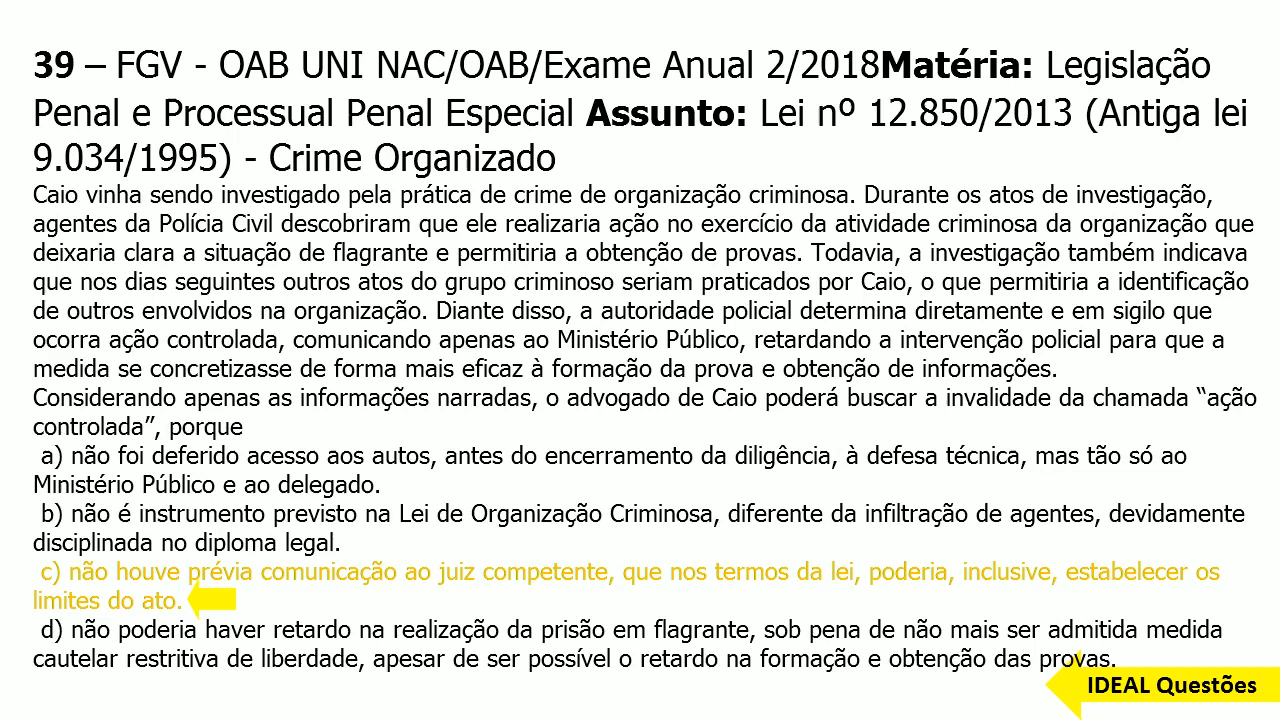 39 – FGV - OAB UNI NAC/OAB/Exame Anual 2/2018Matéria: Legislação
Penal e Processual Penal Especial Assunto: Lei nº 12.850/2013 (Antiga lei
9.034/1995) - Crime Organizado
Caio vinha sendo investigado pela prática de crime de organização criminosa. Durante os atos de investigação,
agentes da Polícia Civil descobriram que ele realizaria ação no exercício da atividade criminosa da organização que
deixaria clara a situação de flagrante e permitiria a obtenção de provas. Todavia, a investigação também indicava
que nos dias seguintes outros atos do grupo criminoso seriam praticados por Caio, o que permitiria a identificação
de outros envolvidos na organização. Diante disso, a autoridade policial determina diretamente e em sigilo que
ocorra ação controlada, comunicando apenas ao Ministério Público, retardando a intervenção policial para que a
medida se concretizasse de forma mais eficaz à formação da prova e obtenção de informações.
Considerando apenas as informações narradas, o advogado de Caio poderá buscar a invalidade da chamada “ação
controlada”, porque
a) não foi deferido acesso aos autos, antes do encerramento da diligência, à defesa técnica, mas tão só ao
Ministério Público e ao delegado.
b) não é instrumento previsto na Lei de Organização Criminosa, diferente da infiltração de agentes, devidamente
disciplinada no diploma legal.
c) não houve prévia comunicação ao juiz competente, que nos termos da lei, poderia, inclusive, estabelecer os
limites do ato.
d) não poderia haver retardo na realização da prisão em flagrante, sob pena de não mais ser admitida medida
cautelar restritiva de liberdade, apesar de ser possível o retardo na formação e obtenção das provas.
IDEAL Questões